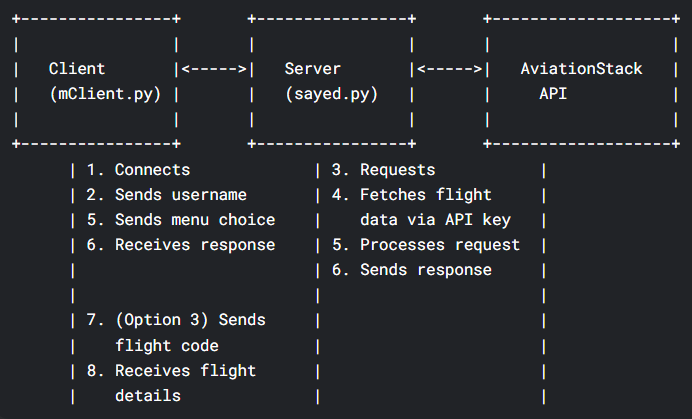 +----------------+       +----------------+       +-------------------+
|                |       |                |       |                   |
|   Client       |<----->|   Server       |<----->|   AviationStack   |
|   (mClient.py) |       |   (sayed.py)   |       |     API           |
|                |       |                |       |                   |
+----------------+       +----------------+       +-------------------+
      | 1. Connects             | 3. Requests           |
      | 2. Sends username       | 4. Fetches flight     |
      | 5. Sends menu choice    |    data via API key   |
      | 6. Receives response    | 5. Processes request  |
      |                         | 6. Sends response     |
      |                         |                       |
      | 7. (Option 3) Sends     |                       |
      |    flight code          |                       |
      | 8. Receives flight      |                       |
      |    details              |                       |